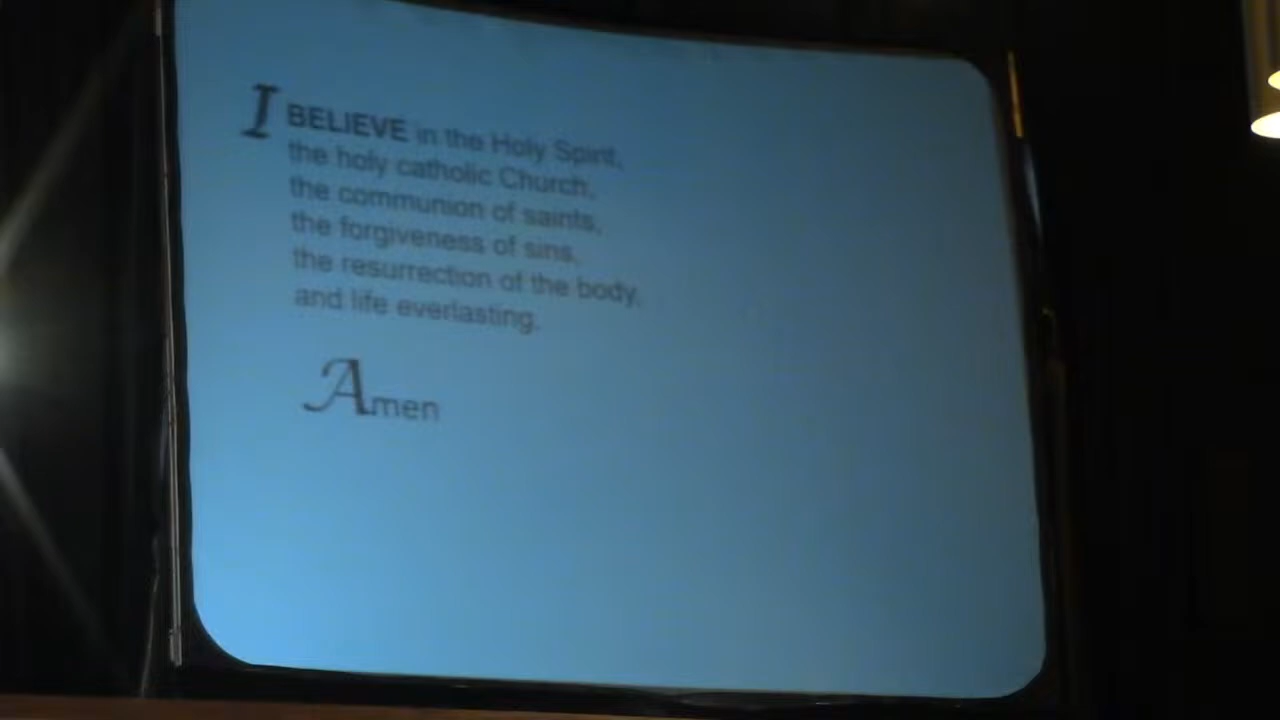 I BELIEVE in the Holy Spirit,
the holy catholic Church,
the communion of saints,
the forgiveness of sins,
the resurrection of the body,
and life everlasting.
Amen